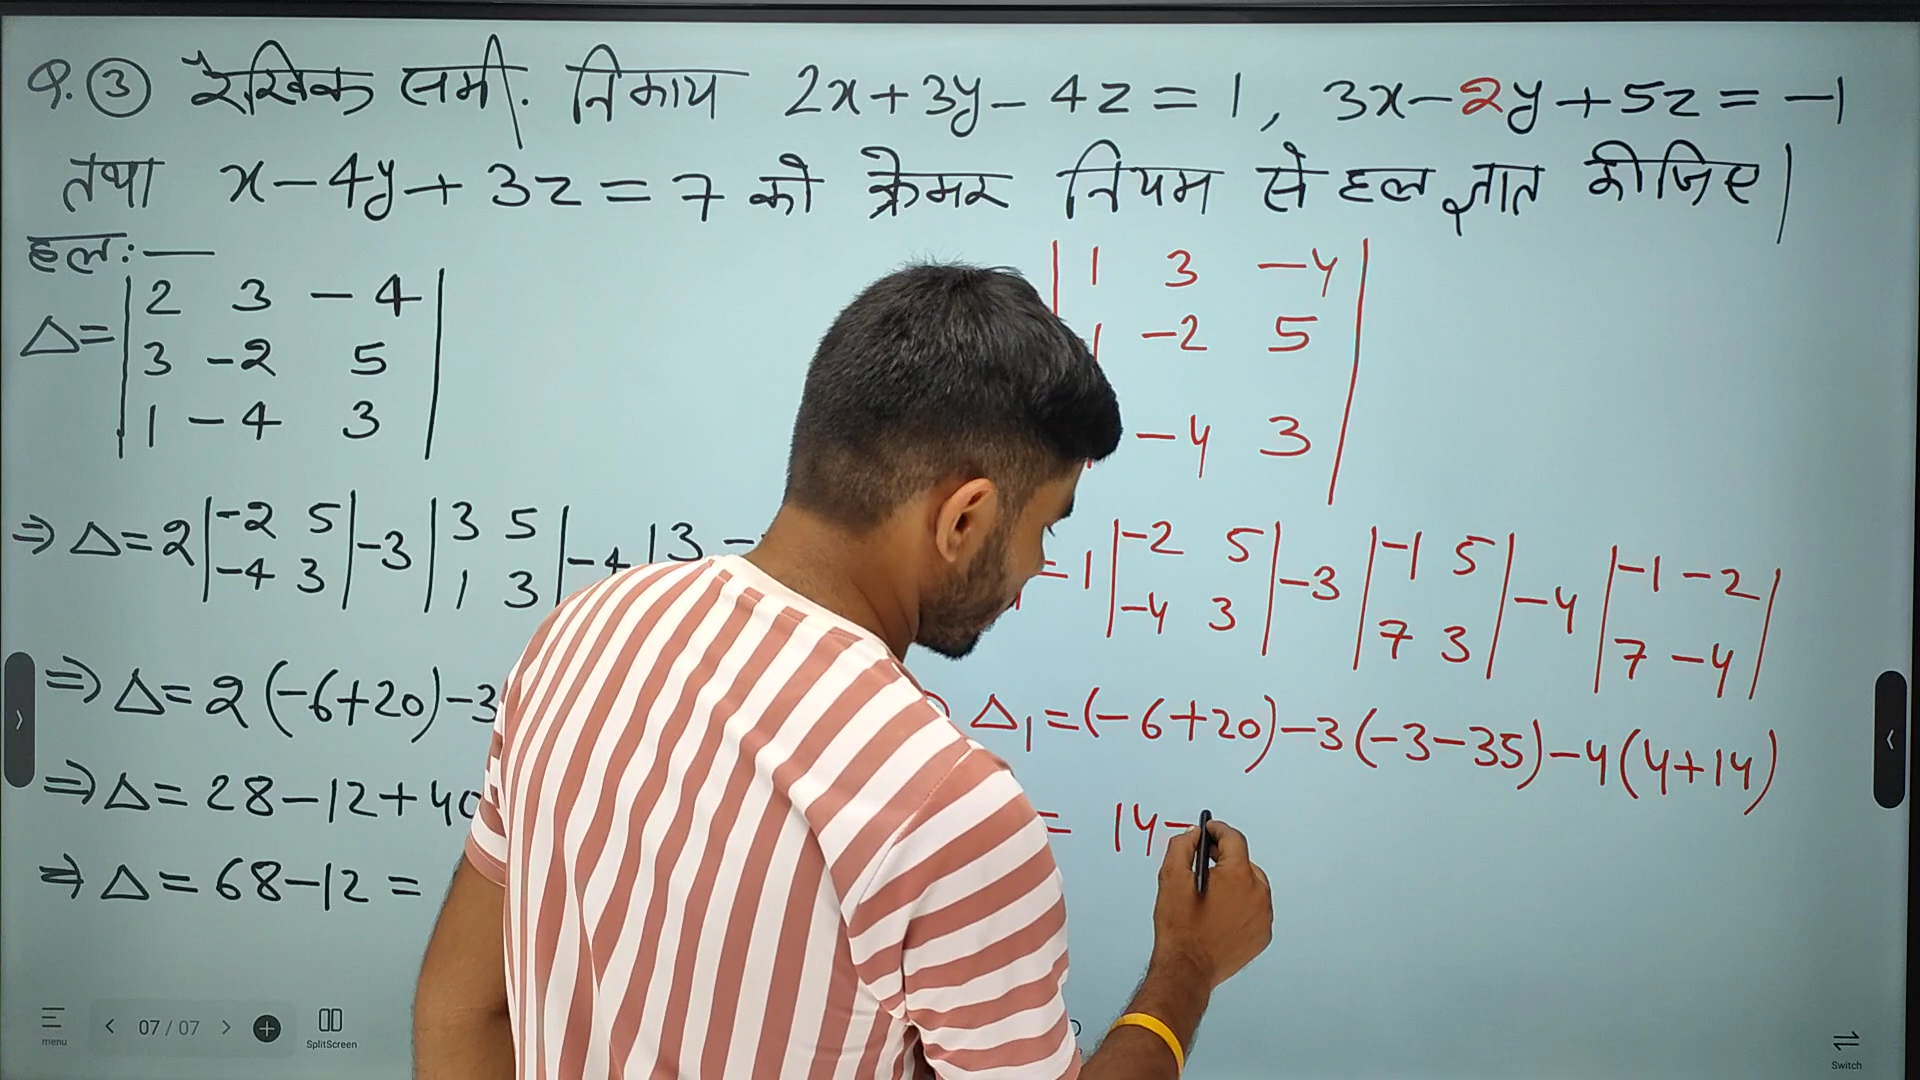 Q. ③ रैखिक समी. निकाय 2x+3y-4z=1, 3x-2y+5z=-1
तथा x-4y+3z=7 को क्रेमर नियम से हल ज्ञात कीजिए|
हल:—
Δ= |2 3 -4|
|3 -2 5|
|1 -4 3|
⇒ Δ=2 |-2 5| -3 |3 5| -4 |3
|-4 3| |1 3|
⇒ Δ= 2(-6+20)-3
⇒ Δ= 28-12+40
⇒ Δ= 68-12 =
|1 3 -4|
1 -2 5|
-4 3|
=1 |-2 5| -3 |-1 5| -4 |-1 -2|
|-4 3| |7 3| |7 -4|
Δ₁=(-6+20)-3(-3-35)-4(4+14)
= 14-
menu
< 07 / 07 > +
SplitScreen
Switch